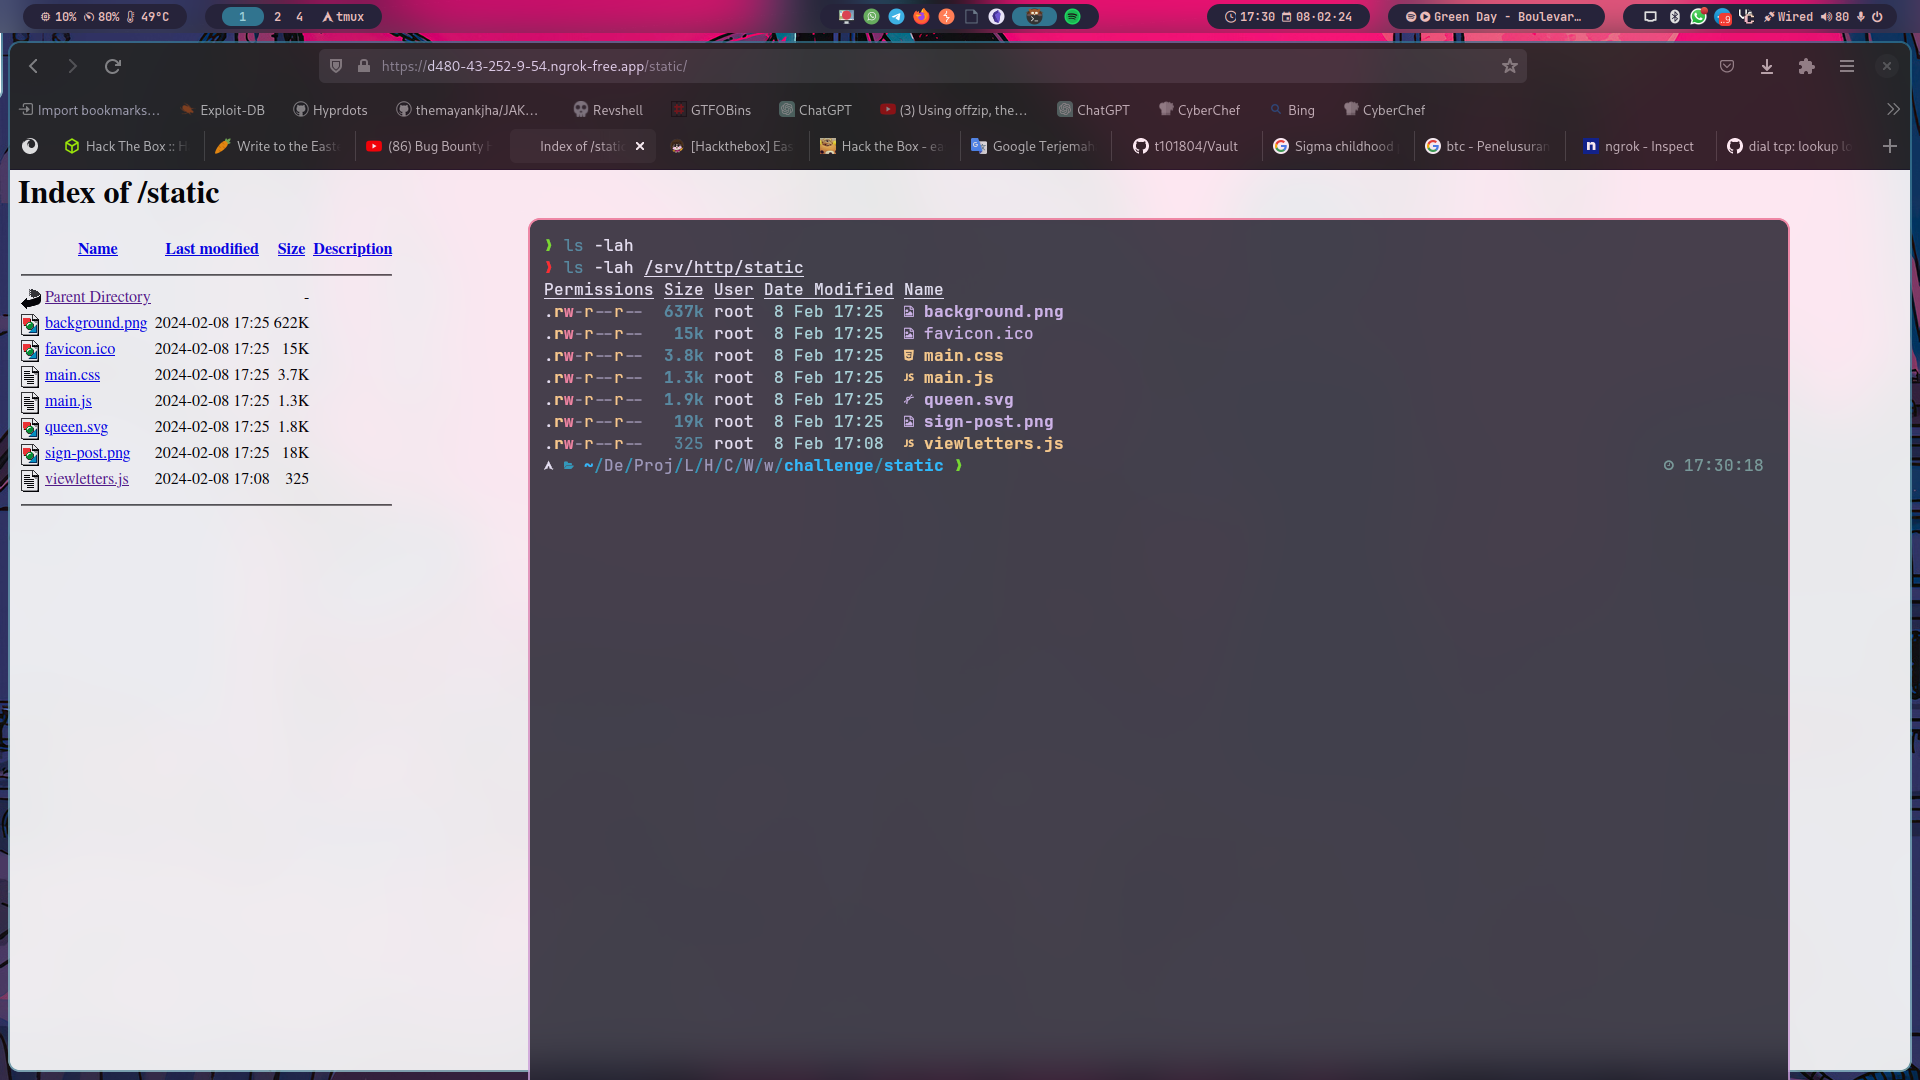 10% 80% 49°C
1 2 4 tmux
17:30 08-02-24
Green Day - Boulevar…
..9 Wired 80
https://d480-43-252-9-54.ngrok-free.app/static/
Import bookmarks… Exploit-DB Hyprdots themayankjha/JAK… Revshell GTFOBins ChatGPT (3) Using offzip, the… ChatGPT CyberChef Bing CyberChef
Hack The Box :: H Write to the Easte (86) Bug Bounty H Index of /static [Hackthebox] Eas Hack the Box - ea Google Terjemah t101804/Vault Sigma childhood btc - Penelusuran ngrok - Inspect dial tcp: lookup lo
Index of /static
Name Last modified Size Description
Parent Directory -
background.png 2024-02-08 17:25 622K
favicon.ico 2024-02-08 17:25 15K
main.css 2024-02-08 17:25 3.7K
main.js 2024-02-08 17:25 1.3K
queen.svg 2024-02-08 17:25 1.8K
sign-post.png 2024-02-08 17:25 18K
viewletters.js 2024-02-08 17:08 325
❫ ls -lah
❫ ls -lah /srv/http/static
Permissions Size User Date Modified Name
.rw-r--r-- 637k root 8 Feb 17:25 background.png
.rw-r--r-- 15k root 8 Feb 17:25 favicon.ico
.rw-r--r-- 3.8k root 8 Feb 17:25 main.css
.rw-r--r-- 1.3k root 8 Feb 17:25 JS main.js
.rw-r--r-- 1.9k root 8 Feb 17:25 queen.svg
.rw-r--r-- 19k root 8 Feb 17:25 sign-post.png
.rw-r--r-- 325 root 8 Feb 17:08 JS viewletters.js
~/De/Proj/L/H/C/W/w/challenge/static ❫ 17:30:18